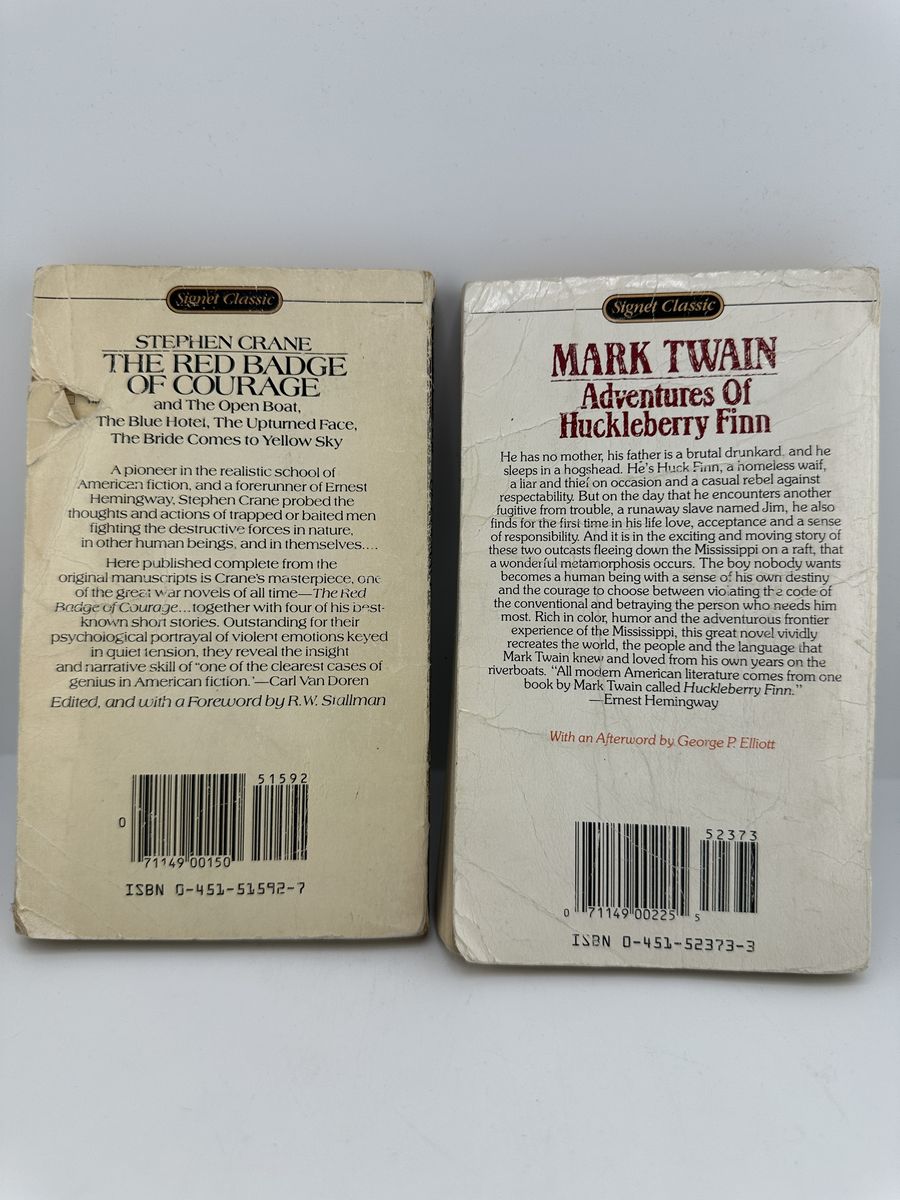 Signet Classic
STEPHEN CRANE
THE RED BADGE
OF COURAGE
and The Open Boat,
The Blue Hotel, The Upturned Face,
The Bride Comes to Yellow Sky
A pioneer in the realistic school of
American fiction, and a forerunner of Ernest
Hemingway, Stephen Crane probed the
thoughts and actions of trapped or baited men
fighting the destructive forces in nature,
in other human beings, and in themselves....
Here published complete from the
original manuscripts is Crane's masterpiece, one
of the great war novels of all time—The Red
Badge of Courage...together with four of his best-
known short stories. Outstanding for their
psychological portrayal of violent emotions keyed
in quiet tension, they reveal the insight
and narrative skill of "one of the clearest cases of
genius in American fiction."—Carl Van Doren
Edited, and with a Foreword by R.W. Stallman
51592
0
71149 00150
ISBN 0-451-51592-7
Signet Classic
MARK TWAIN
Adventures Of
Huckleberry Finn
He has no mother, his father is a brutal drunkard, and he
sleeps in a hogshead. He's Huck Finn, a homeless waif,
a liar and thief on occasion and a casual rebel against
respectability. But on the day that he encounters another
fugitive from trouble, a runaway slave named Jim, he also
finds for the first time in his life love, acceptance and a sense
of responsibility. And it is in the exciting and moving story of
these two outcasts fleeing down the Mississippi on a raft, that
a wonderful metamorphosis occurs. The boy nobody wants
becomes a human being with a sense of his own destiny
and the courage to choose between violating the code of
the conventional and betraying the person who needs him
most. Rich in color, humor and the adventurous frontier
experience of the Mississippi, this great novel vividly
recreates the world, the people and the language that
Mark Twain knew and loved from his own years on the
riverboats. "All modern American literature comes from one
book by Mark Twain called Huckleberry Finn."
—Ernest Hemingway
With an Afterword by George P. Elliott
52373
0 71149 00225 5
ISBN 0-451-52373-3